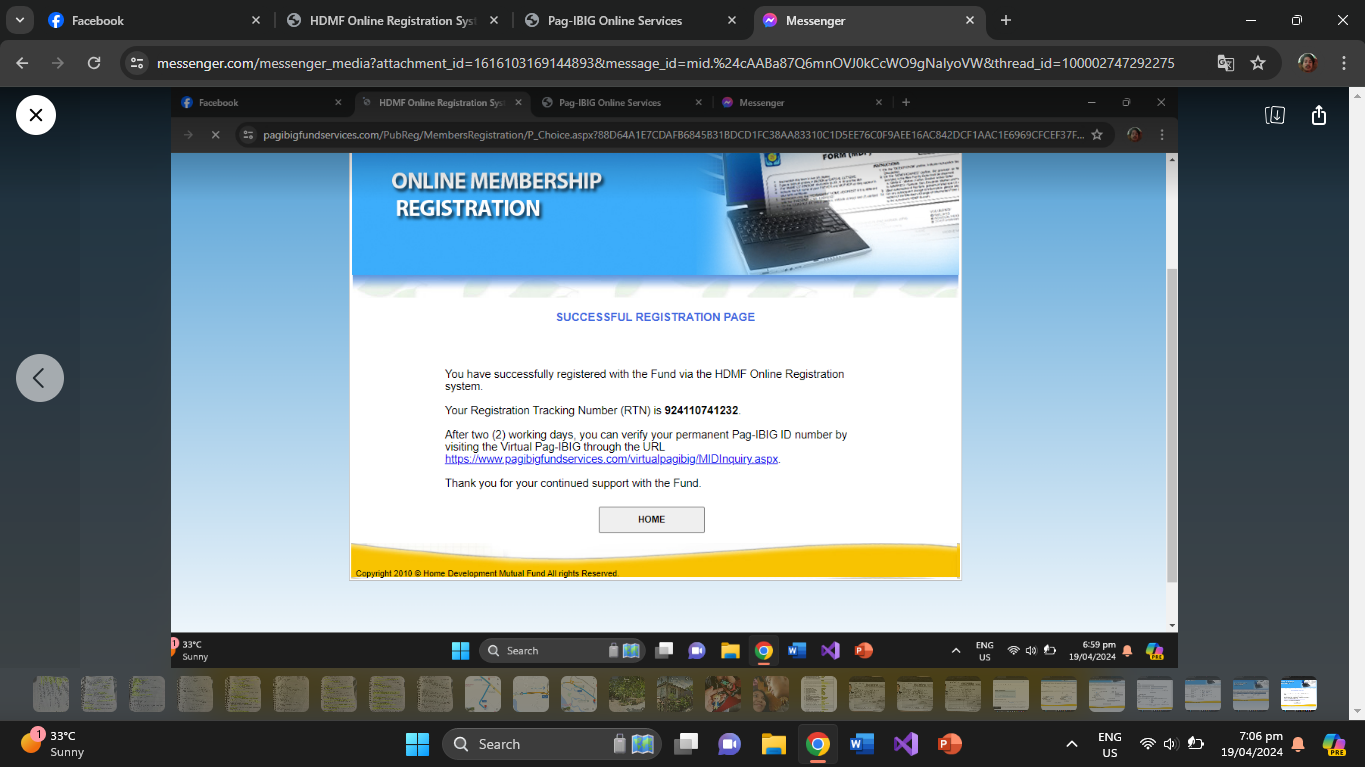 Facebook
HDMF Online Registration Syst
Pag-IBIG Online Services
Messenger
messenger.com/messenger_media?attachment_id=1616103169144893&message_id=mid.%24cAABa87Q6mnOVJ0kCcWO9gNalyoVW&thread_id=100002747292275
Facebook
HDMF Online Registration Sys
Pag-IBIG Online Services
Messenger
pagibigfundservices.com/PubReg/MembersRegistration/P_Choice.aspx?88D64A1E7CDAFB6845B31BDCD1FC38AA83310C1D5EE76C0F9AEE16AC842DCF1AAC1E6969CFCEF37F...
FORM (MDF)
ONLINE MEMBERSHIP
REGISTRATION
SUCCESSFUL REGISTRATION PAGE
You have successfully registered with the Fund via the HDMF Online Registration
system.
Your Registration Tracking Number (RTN) is 924110741232.
After two (2) working days, you can verify your permanent Pag-IBIG ID number by
visiting the Virtual Pag-IBIG through the URL
https://www.pagibigfundservices.com/virtualpagibig/MIDInquiry.aspx.
Thank you for your continued support with the Fund.
HOME
Copyright 2010 © Home Development Mutual Fund All rights Reserved.
1
33°C
Sunny
Search
ENG
US
6:59 pm
19/04/2024
PRE
1
33°C
Sunny
Search
ENG
US
7:06 pm
19/04/2024
PRE